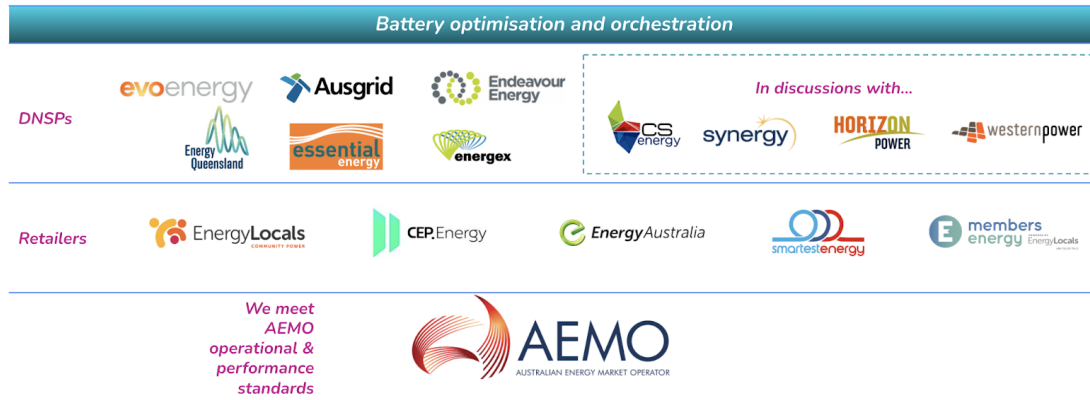 Battery optimisation and orchestration
DNSPs
evoenergy
Ausgrid
Endeavour
Energy
Energy
Queensland
essential
energy
energex
In discussions with...
CS
energy
synergy
HORIZON
POWER
westernpower
Retailers
EnergyLocals
COMMUNITY POWER
CEP.Energy
EnergyAustralia
smartestenergy
E
members
energy
EnergyLocals
We meet
AEMO
operational &
performance
standards
AEMO
AUSTRALIAN ENERGY MARKET OPERATOR